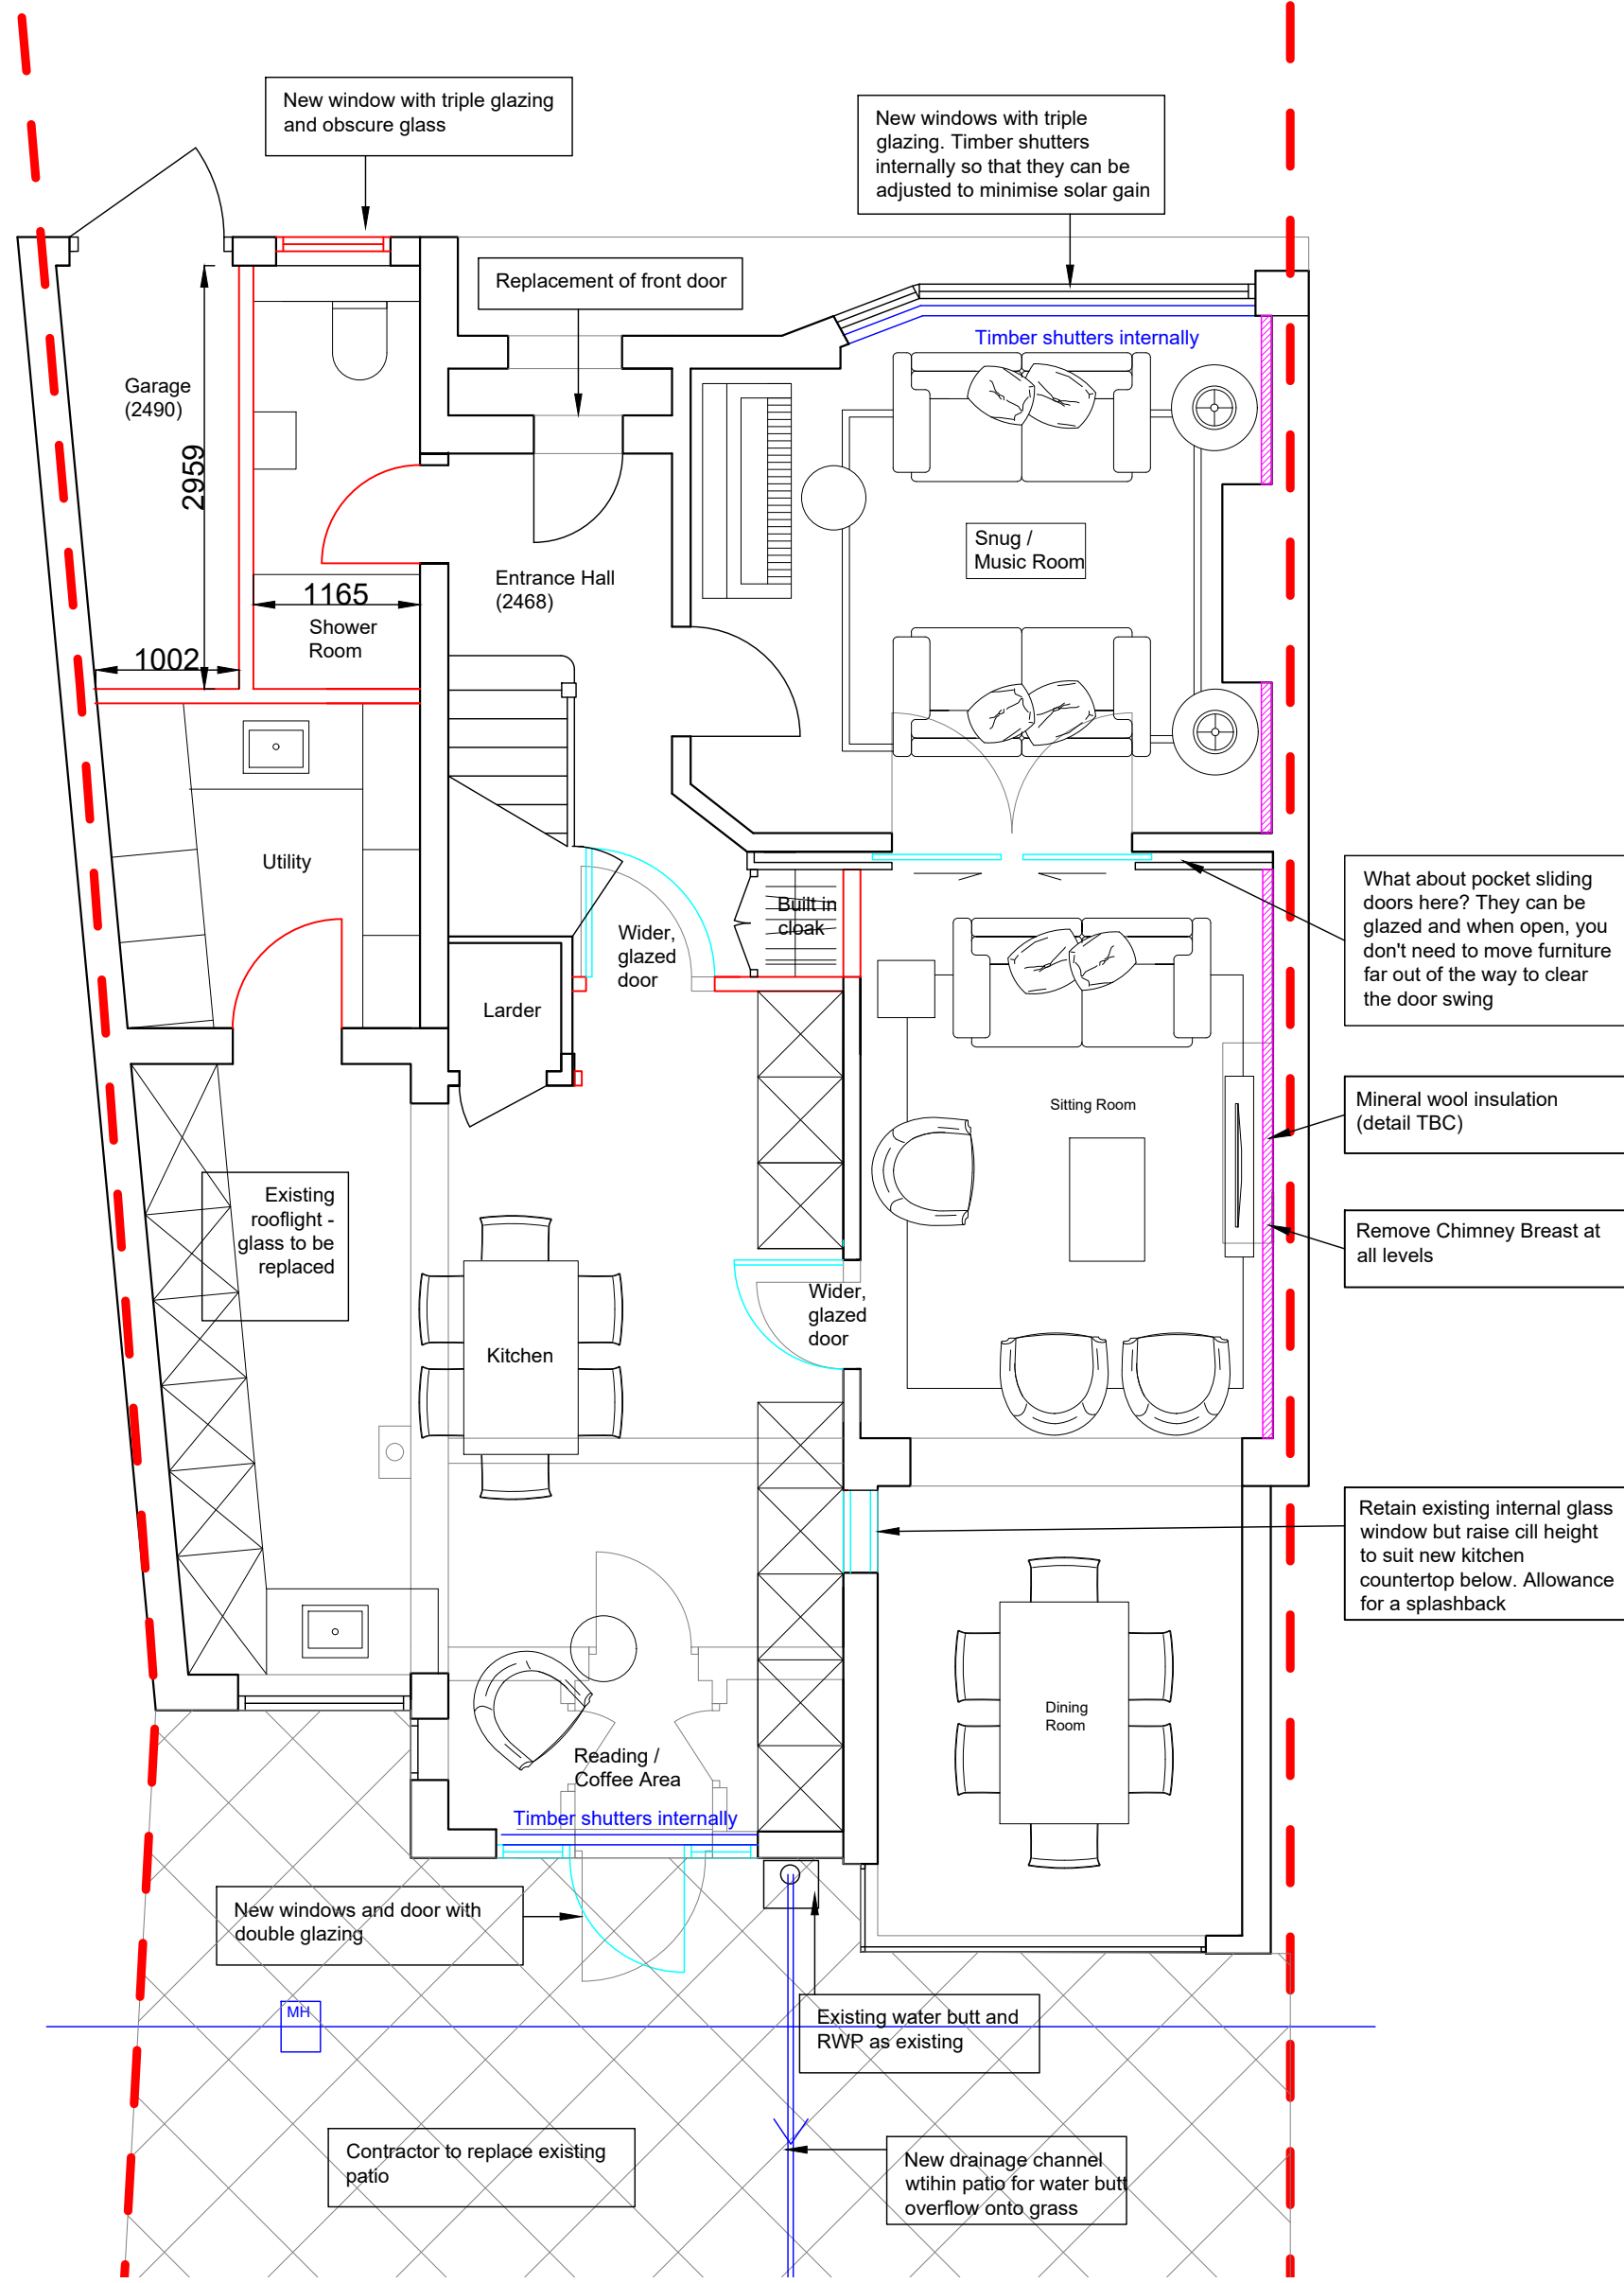 New window with triple glazing
and obscure glass
New windows with triple
glazing. Timber shutters
internally so that they can be
adjusted to minimise solar gain
Replacement of front door
Timber shutters internally
Garage
(2490)
2959
Snug /
Music Room
Entrance Hall
(2468)
1165
Shower
Room
1002
Utility
What about pocket sliding
doors here? They can be
glazed and when open, you
don't need to move furniture
far out of the way to clear
the door swing
Built in
cloak
Wider,
glazed
door
Larder
Sitting Room
Mineral wool insulation
(detail TBC)
Existing
rooflight -
glass to be
replaced
Remove Chimney Breast at
all levels
Wider,
glazed
door
Kitchen
Retain existing internal glass
window but raise cill height
to suit new kitchen
countertop below. Allowance
for a splashback
Dining
Room
Reading /
Coffee Area
Timber shutters internally
New windows and door with
double glazing
MH
Existing water butt and
RWP as existing
Contractor to replace existing
patio
New drainage channel
wtihin patio for water butt
overflow onto grass